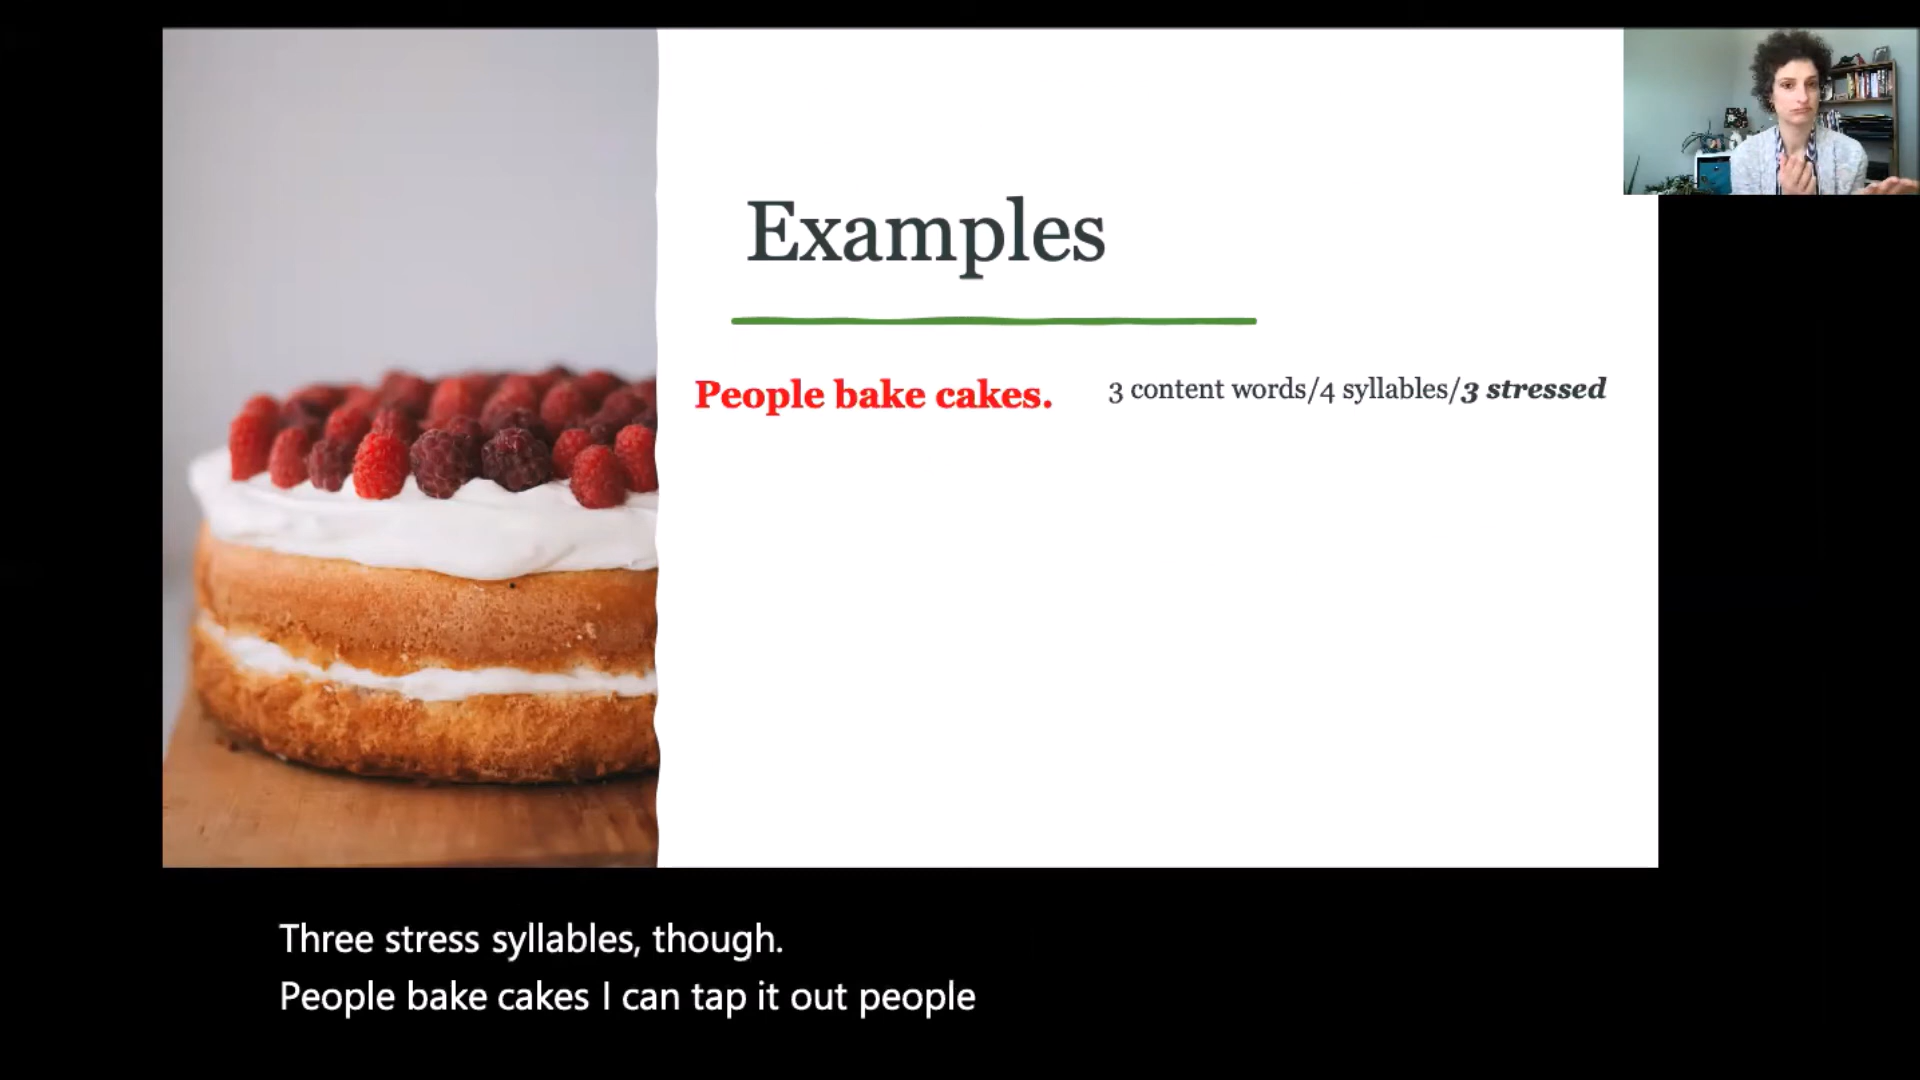 Examples
People bake cakes. 3 content words/4 syllables/3 stressed
Three stress syllables, though.
People bake cakes I can tap it out people